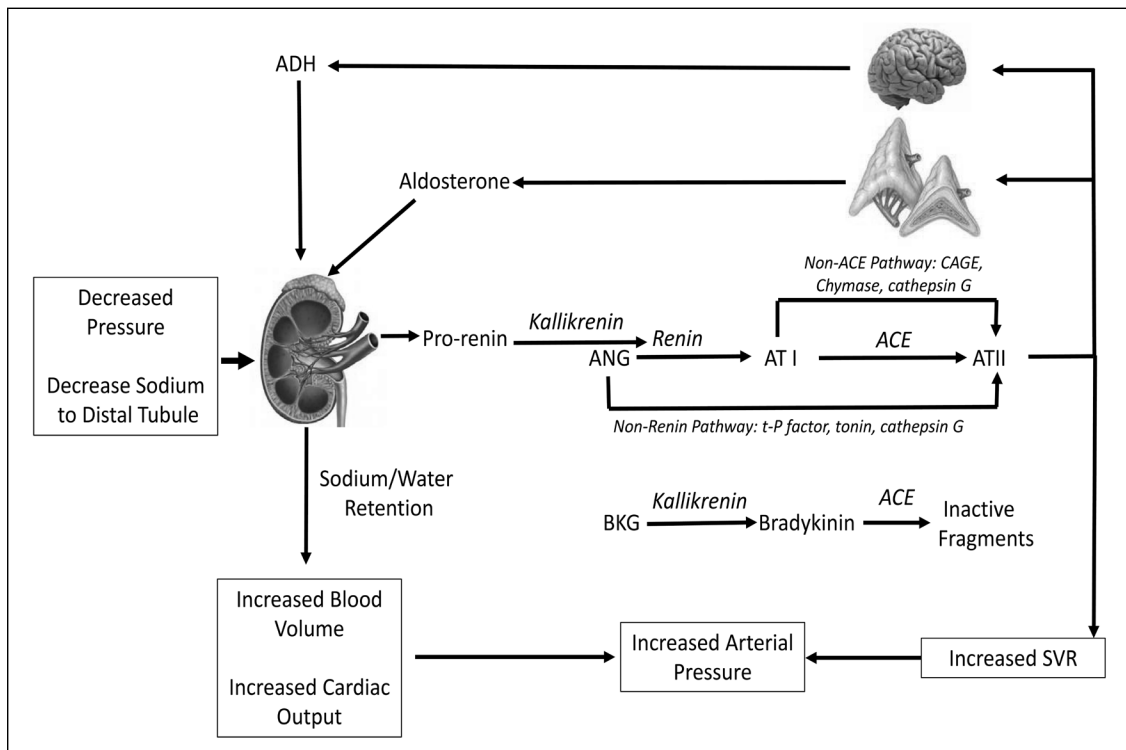 ADH
Aldosterone
Non-ACE Pathway: CAGE,
Chymase, cathepsin G
Decreased
Pressure
Decrease Sodium
to Distal Tubule
Pro-renin
Kallikrenin
Renin
ANG
AT I
ACE
ATII
Non-Renin Pathway: t-P factor, tonin, cathepsin G
Sodium/Water
Retention
BKG
Kallikrenin
Bradykinin
ACE
Inactive
Fragments
Increased Blood
Volume
Increased Cardiac
Output
Increased Arterial
Pressure
Increased SVR